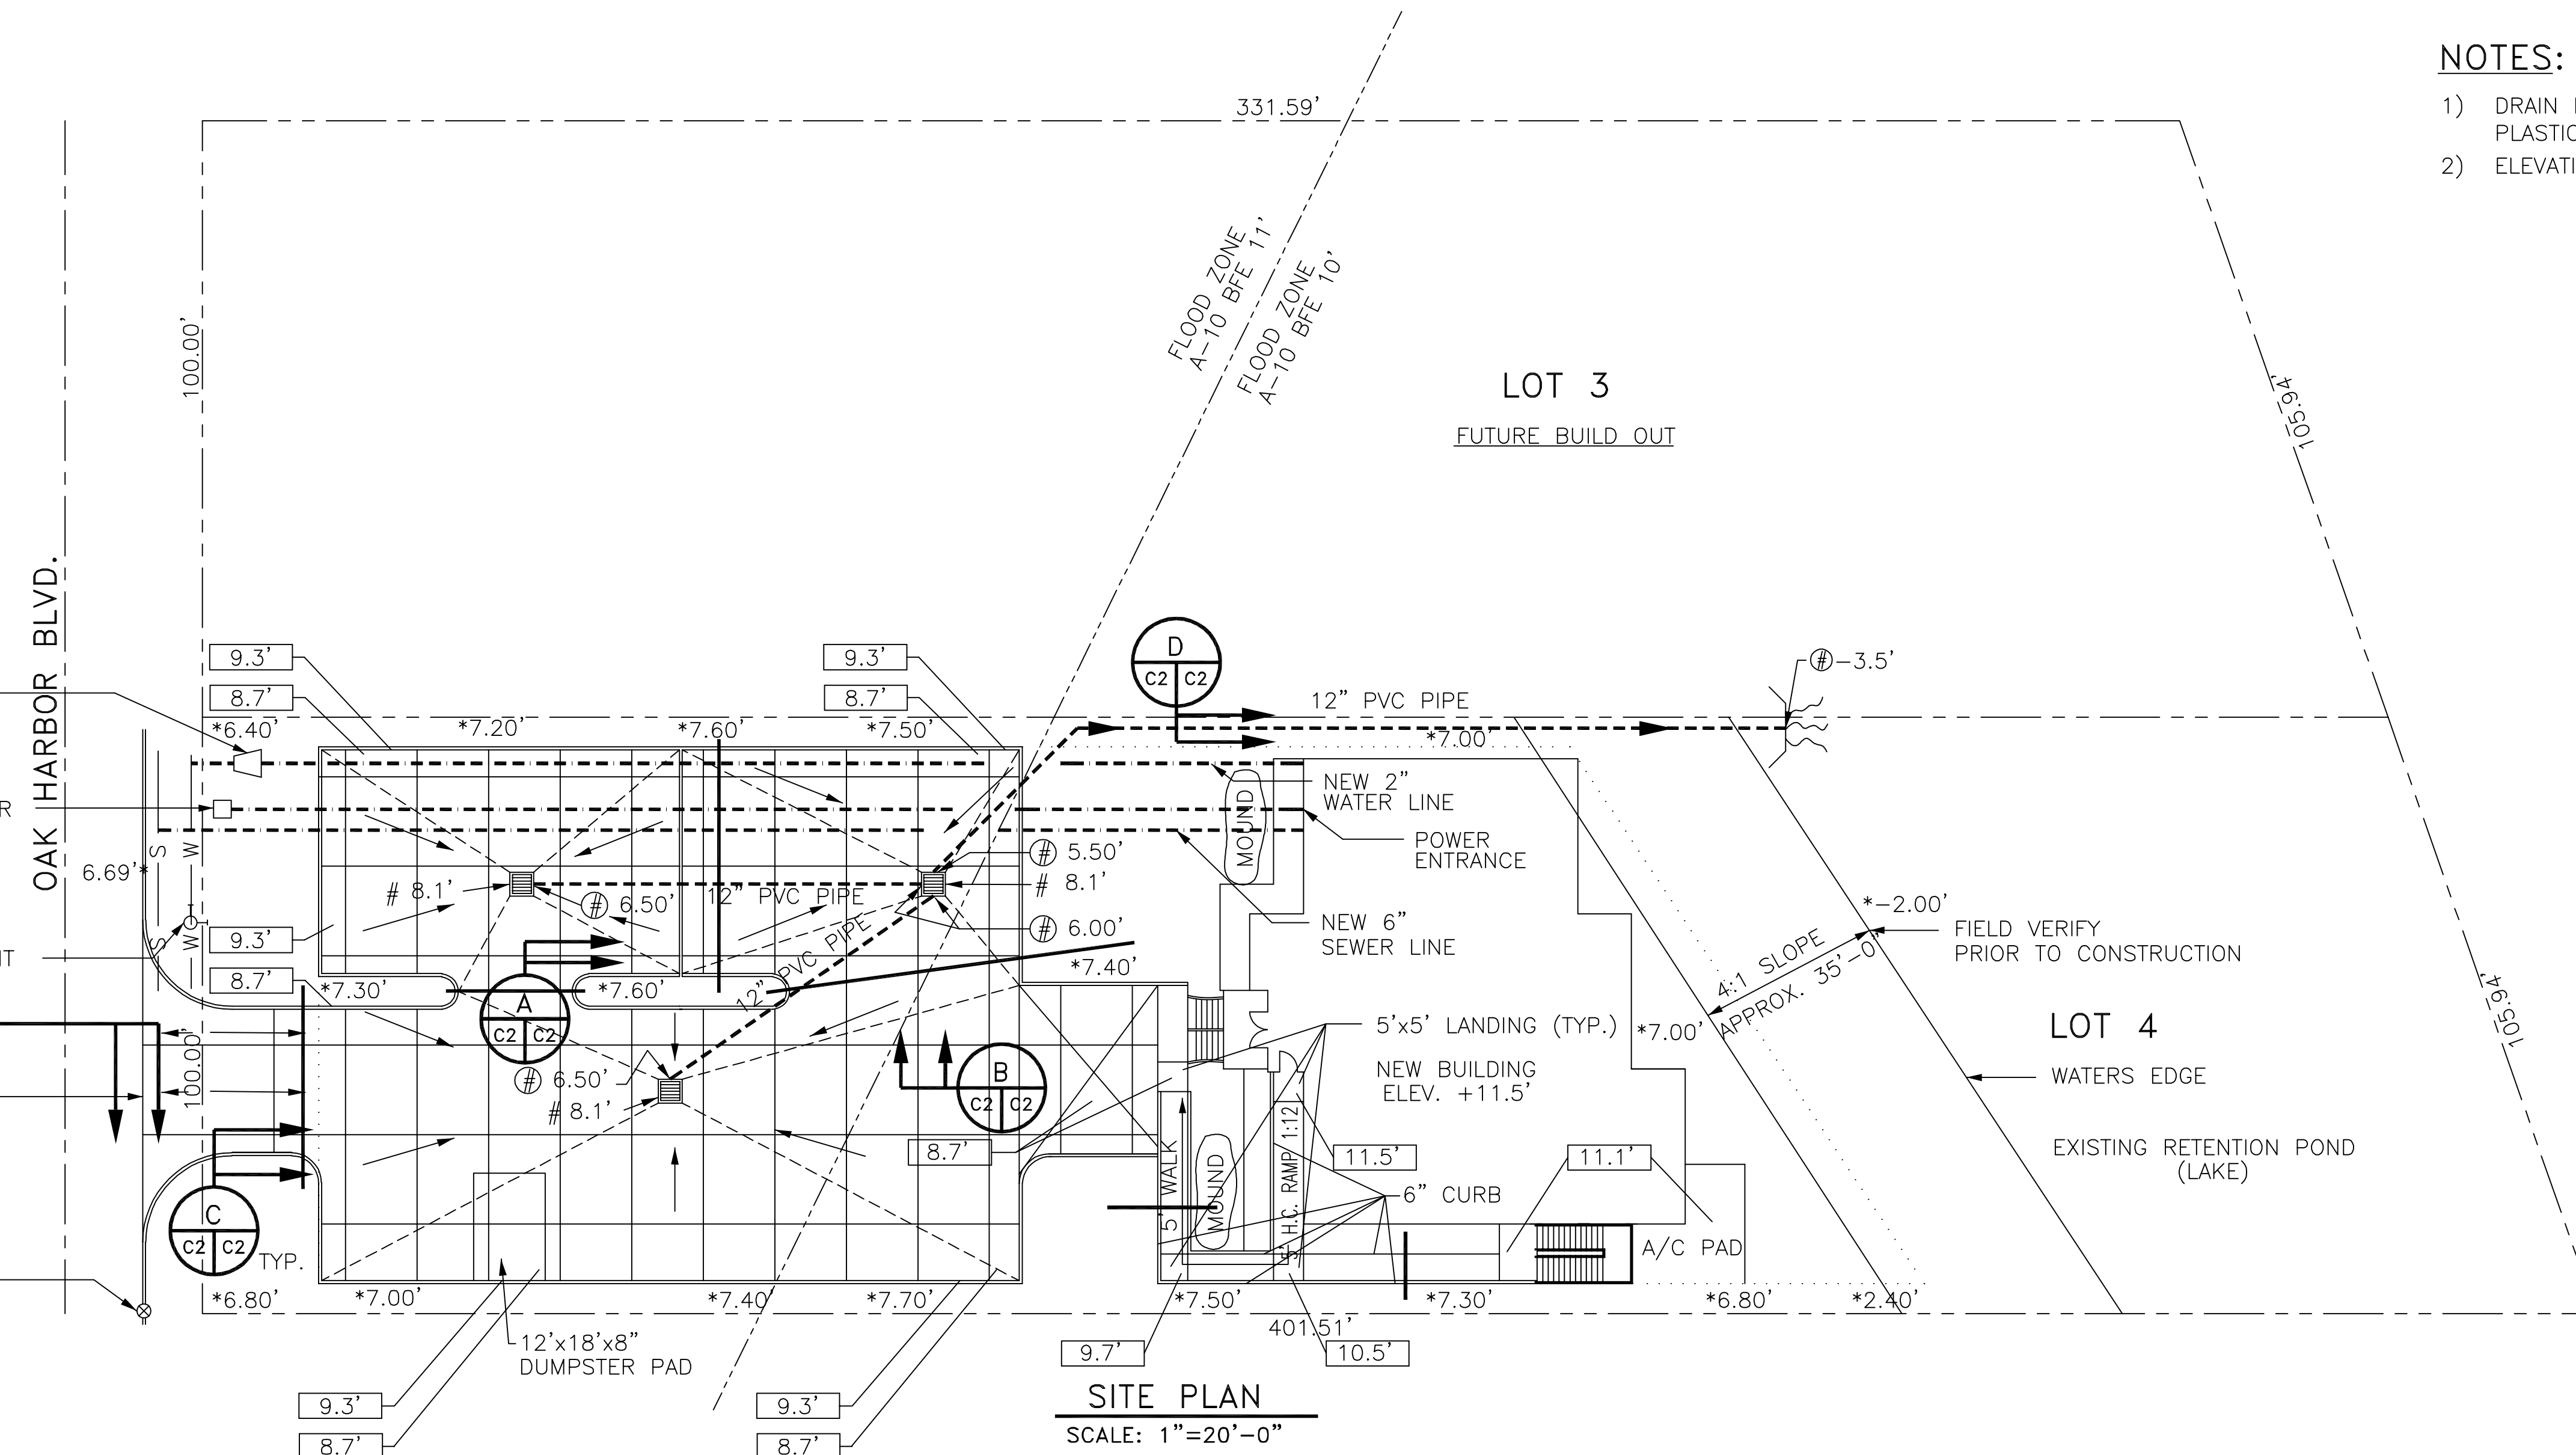 NOTES:
1) DRAIN
PLASTIC
2) ELEVATI
331.59'
100.00'
FLOOD ZONE
A-10 BFE 11'
FLOOD ZONE
A-10 BFE 10'
LOT 3
FUTURE BUILD OUT
105.94'
OAK HARBOR BLVD.
9.3'
8.7'
9.3'
8.7'
D
C2 C2
12" PVC PIPE
#-3.5'
*6.40'
*7.20'
*7.60'
*7.50'
*7.00'
NEW 2"
WATER LINE
MOUND
POWER
ENTRANCE
R
S
W
6.69'*
# 5.50'
# 8.1'
# 8.1'
# 6.50'
12" PVC PIPE
# 6.00'
NEW 6"
SEWER LINE
S
W
9.3'
8.7'
T
12" PVC PIPE
*7.30'
*7.60'
*7.40'
A
C2 C2
*-2.00'
FIELD VERIFY
PRIOR TO CONSTRUCTION
4:1 SLOPE
APPROX. 35'-0"
105.94'
5'x5' LANDING (TYP.)
*7.00'
LOT 4
NEW BUILDING
ELEV. +11.5'
WATERS EDGE
100.00'
# 6.50'
# 8.1'
B
C2 C2
8.7'
5' WALK
MOUND
5' H.C. RAMP 1:12
11.5'
11.1'
EXISTING RETENTION POND
(LAKE)
6" CURB
C
C2 C2
TYP.
A/C PAD
*6.80'
*7.00'
*7.40'
*7.70'
*7.50'
*7.30'
*6.80'
*2.40'
401.51'
12'x18'x8"
DUMPSTER PAD
9.7'
10.5'
9.3'
8.7'
9.3'
8.7'
SITE PLAN
SCALE: 1"=20'-0"